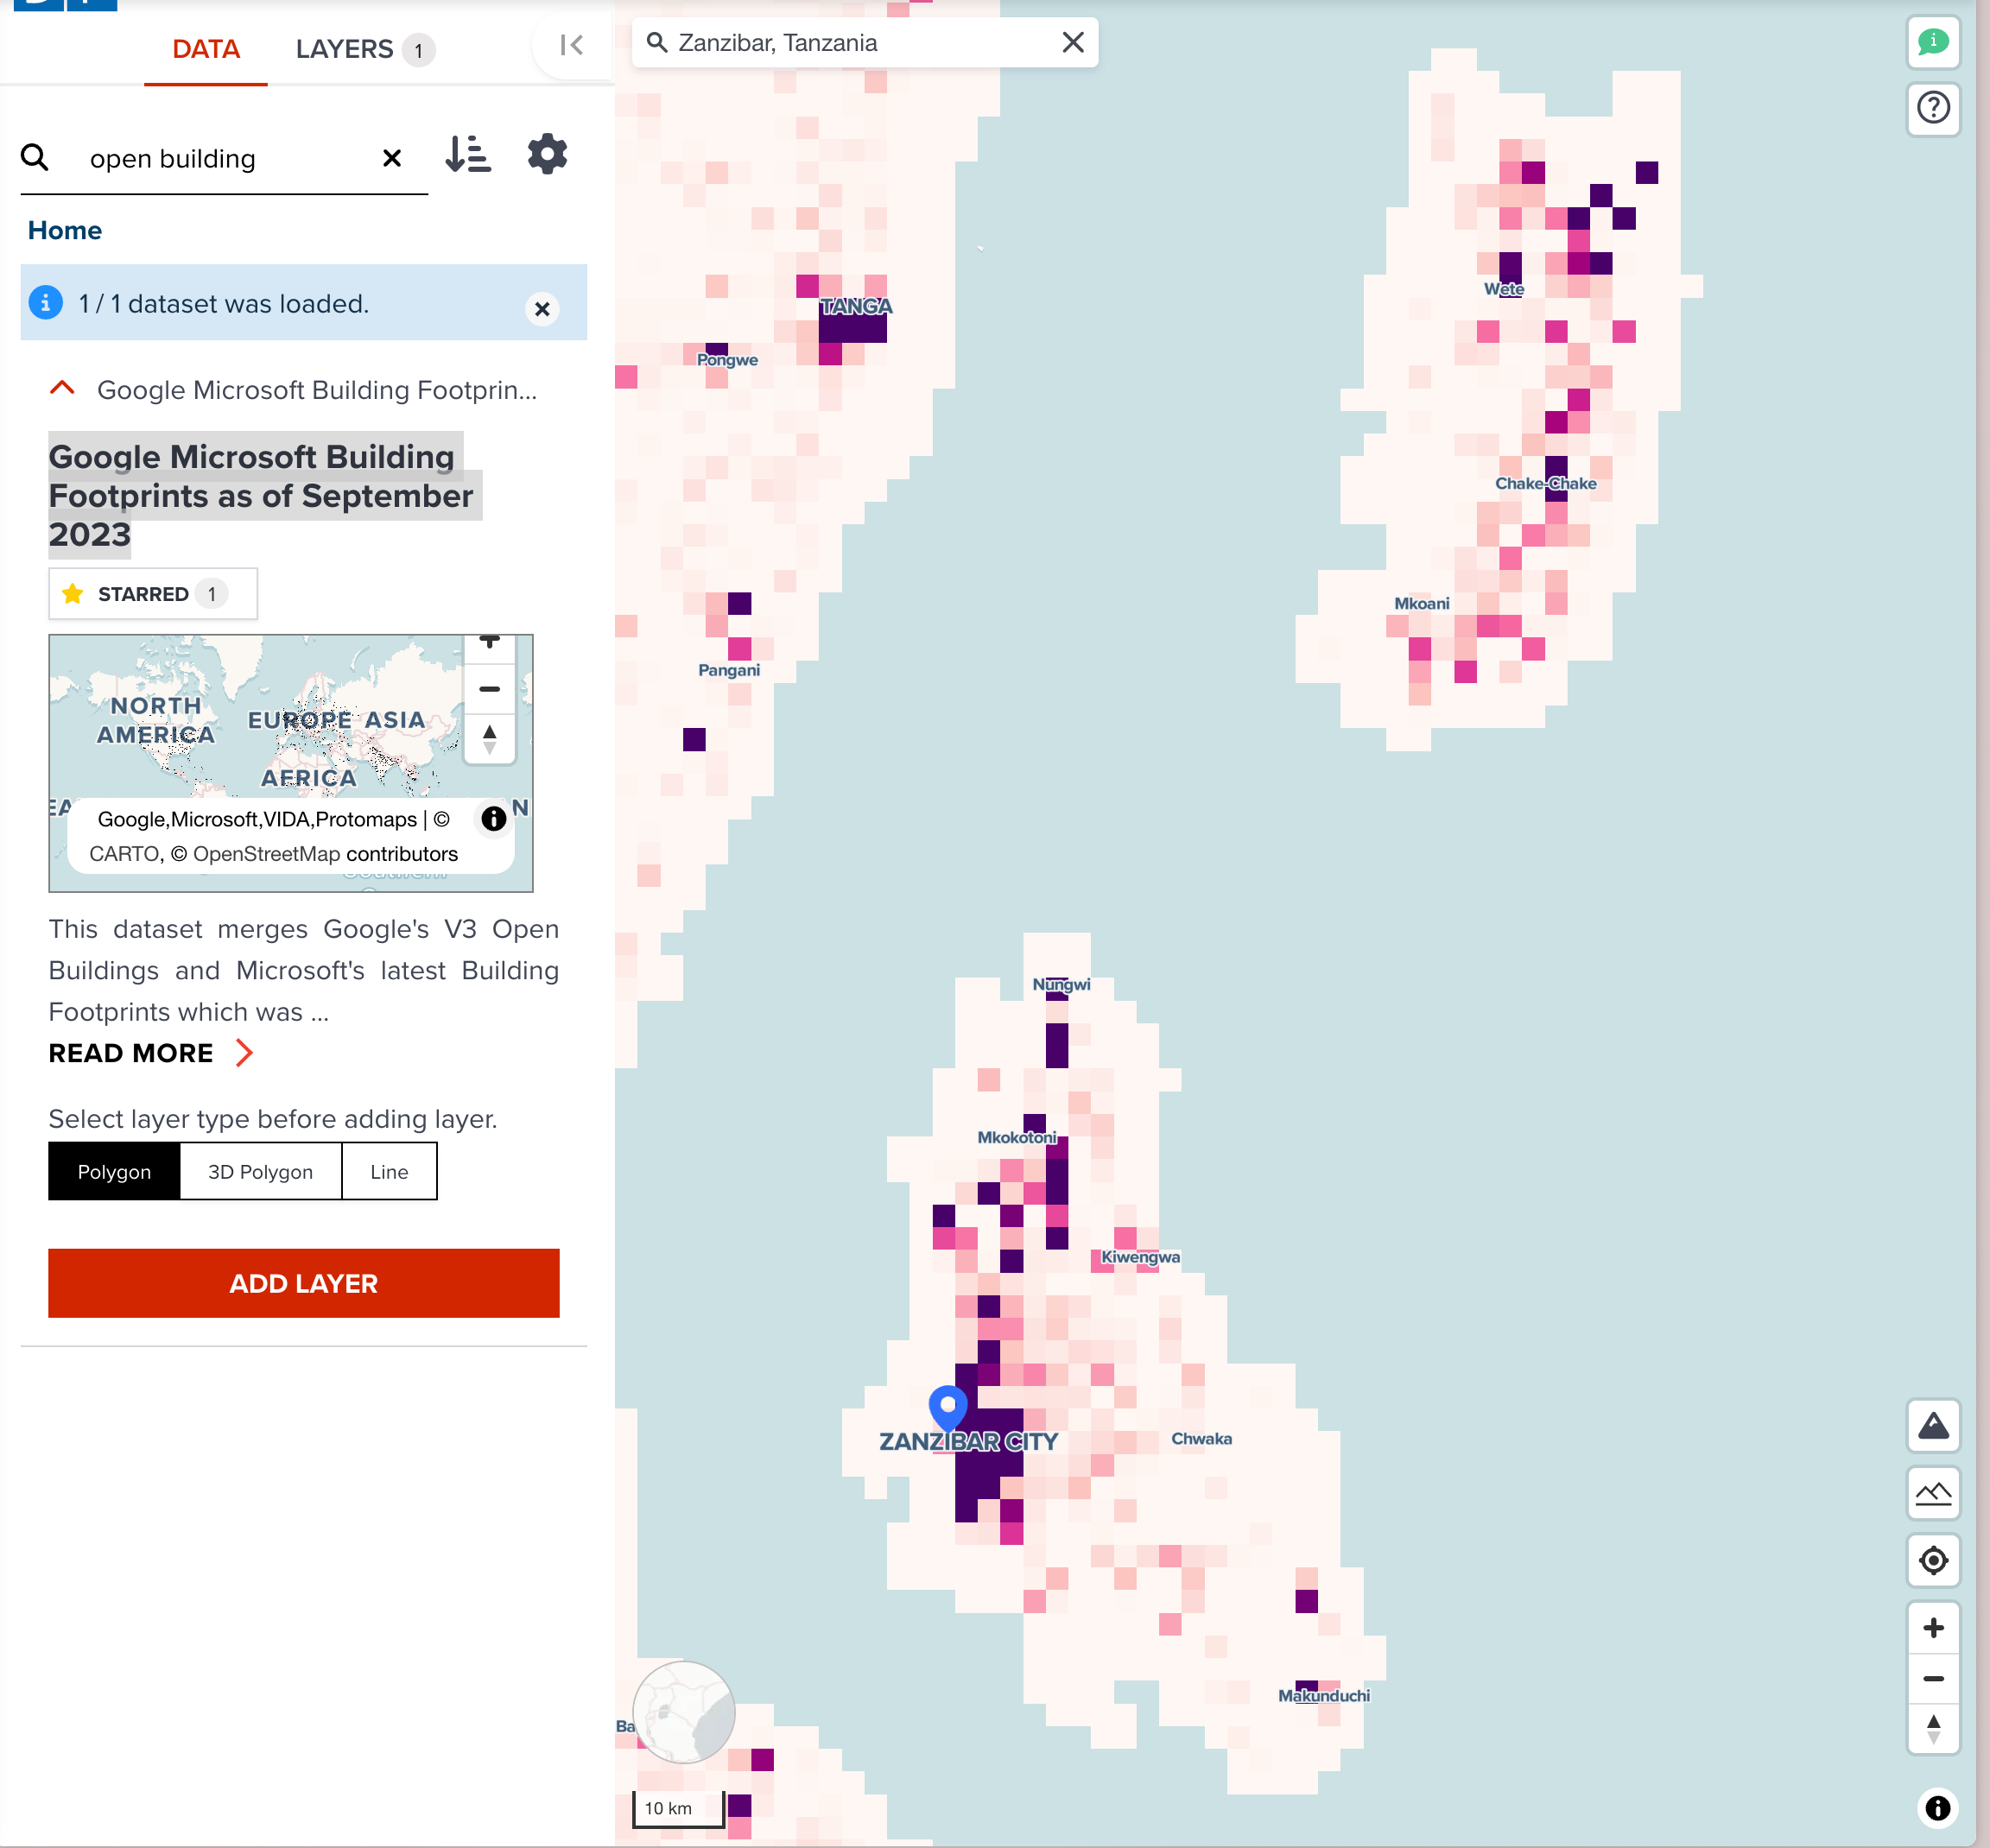 DATA
LAYERS 1
open building
Home
1 / 1 dataset was loaded.
Google Microsoft Building Footprin...
Google Microsoft Building
Footprints as of September
2023
STARRED 1
NORTH
AMERICA
EUROPE
ASIA
AFRICA
Google,Microsoft,VIDA,Protomaps | ©
CARTO, © OpenStreetMap contributors
This dataset merges Google's V3 Open
Buildings and Microsoft's latest Building
Footprints which was ...
READ MORE
Select layer type before adding layer.
Polygon
3D Polygon
Line
ADD LAYER
Zanzibar, Tanzania
TANGA
Pongwe
Wete
Chake-Chake
Mkoani
Pangani
Nungwi
Mkokotoni
Kiwengwa
ZANZIBAR CITY
Chwaka
Makunduchi
Ba
10 km